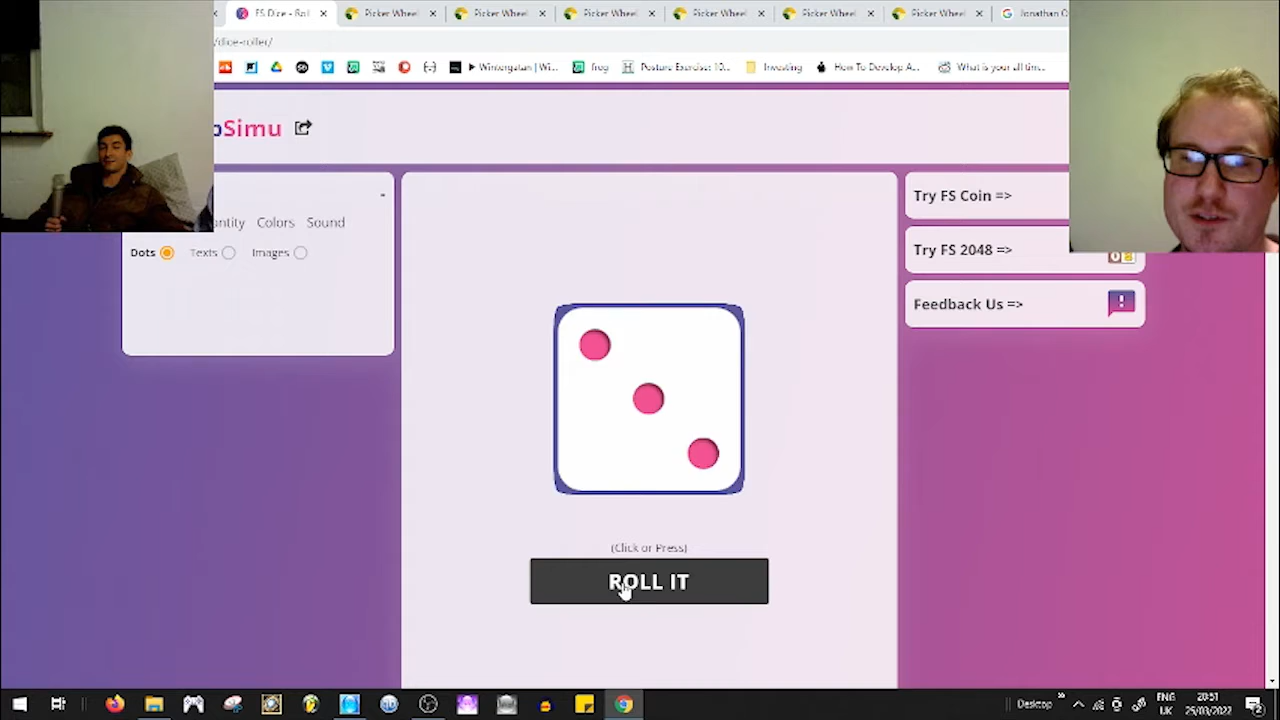 FS Dice - Rol
Picker Wheel
Picker Wheel
Picker Wheel
Picker Wheel
Picker Wheel
Picker Wheel
Jonathan O
/dice-roller/
Wintergatan | Wi...
frog
Posture Exercise: 10...
Investing
How To Develop A...
What is your all tim...
oSimu
antity Colors Sound
Dots Texts Images
Try FS Coin =>
Try FS 2048 =>
Feedback Us =>
(Click or Press)
ROLL IT
Desktop
ENG
UK
20:51
25/03/2022